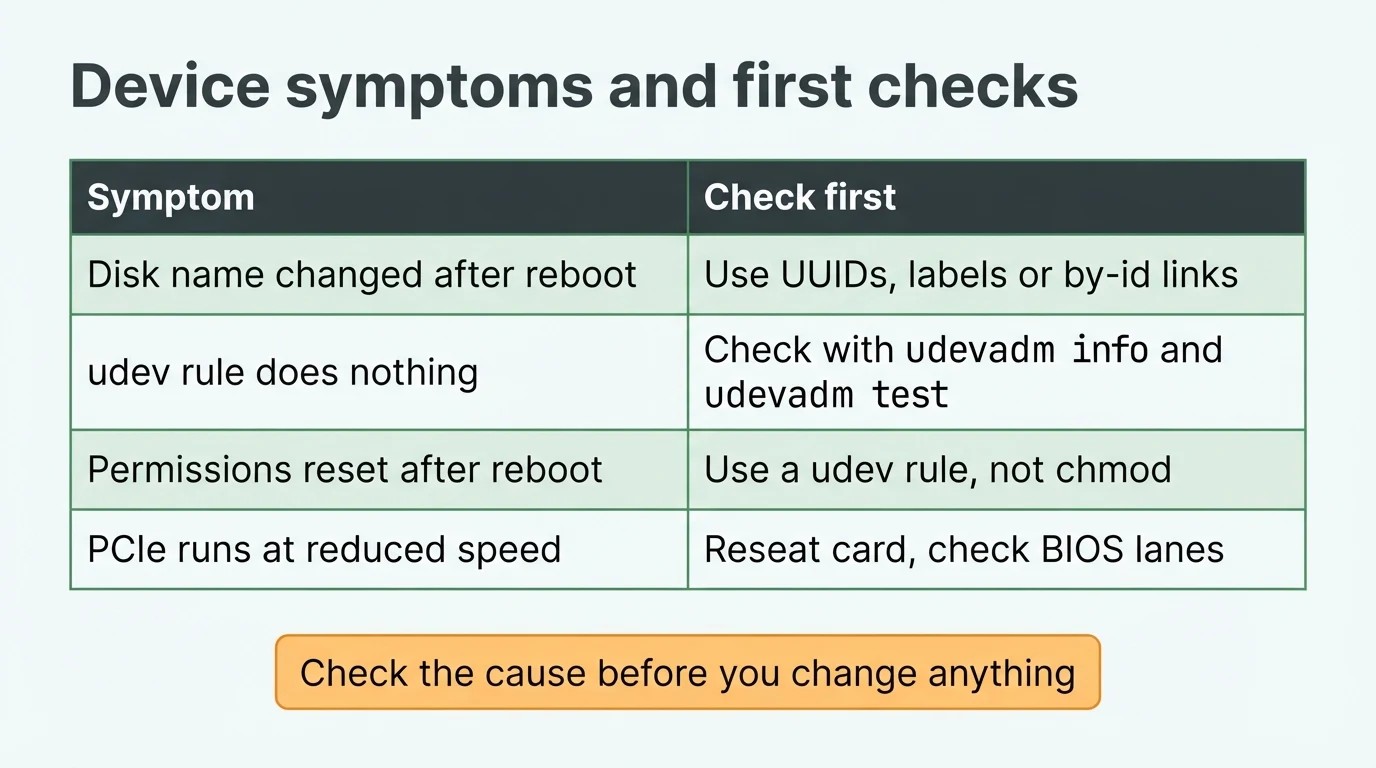 Device symptoms and first checks
Symptom
Check first
Disk name changed after reboot
Use UUIDs, labels or by-id links
udev rule does nothing
Check with udevadm info and
udevadm test
Permissions reset after reboot
Use a udev rule, not chmod
PCIe runs at reduced speed
Reseat card, check BIOS lanes
Check the cause before you change anything